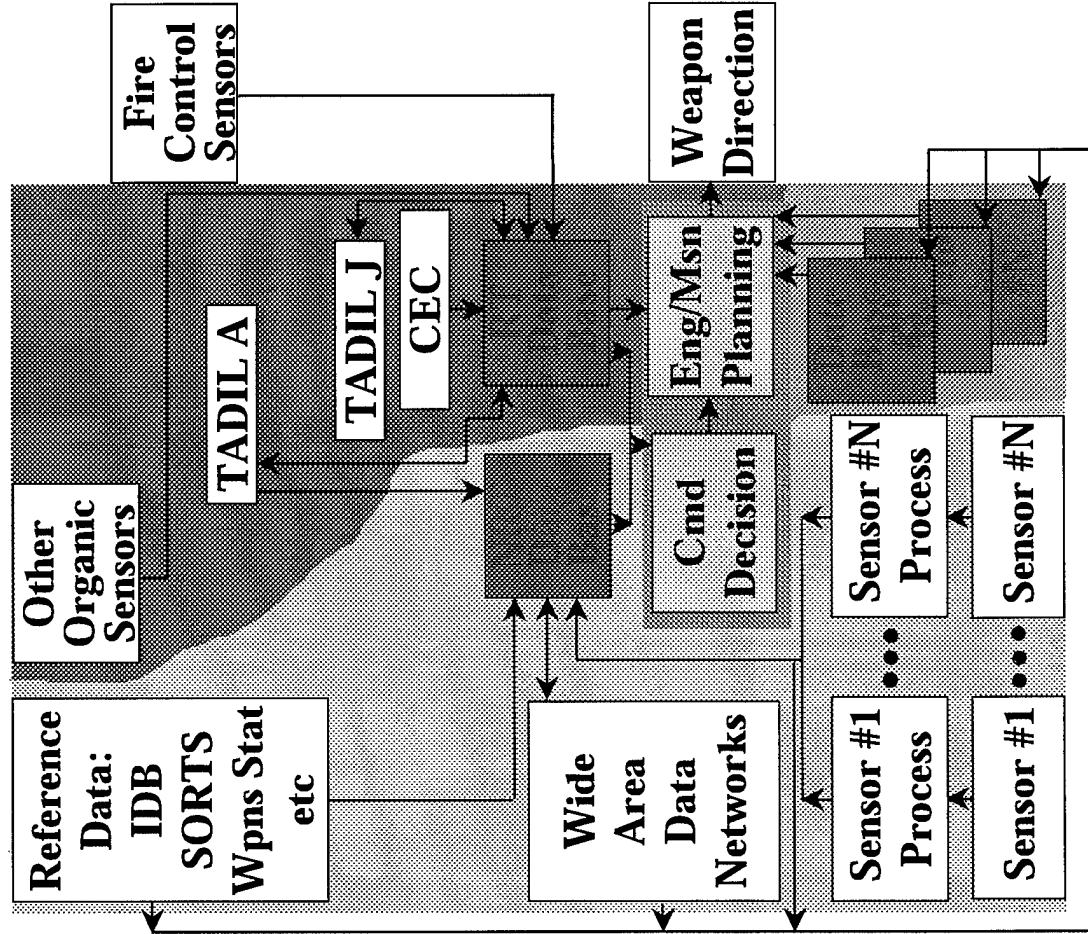 Reference
Data:
IDB
SORTS
Wpns Stat
etc
Other
Organic
Sensors
Fire
Control
Sensors
TADIL A
TADIL J
CEC
Wide
Area
Data
Networks
Cmd
Decision
Eng/Msn
Planning
Weapon
Direction
Sensor #1
Process
Sensor #N
Process
Sensor #1
Sensor #N